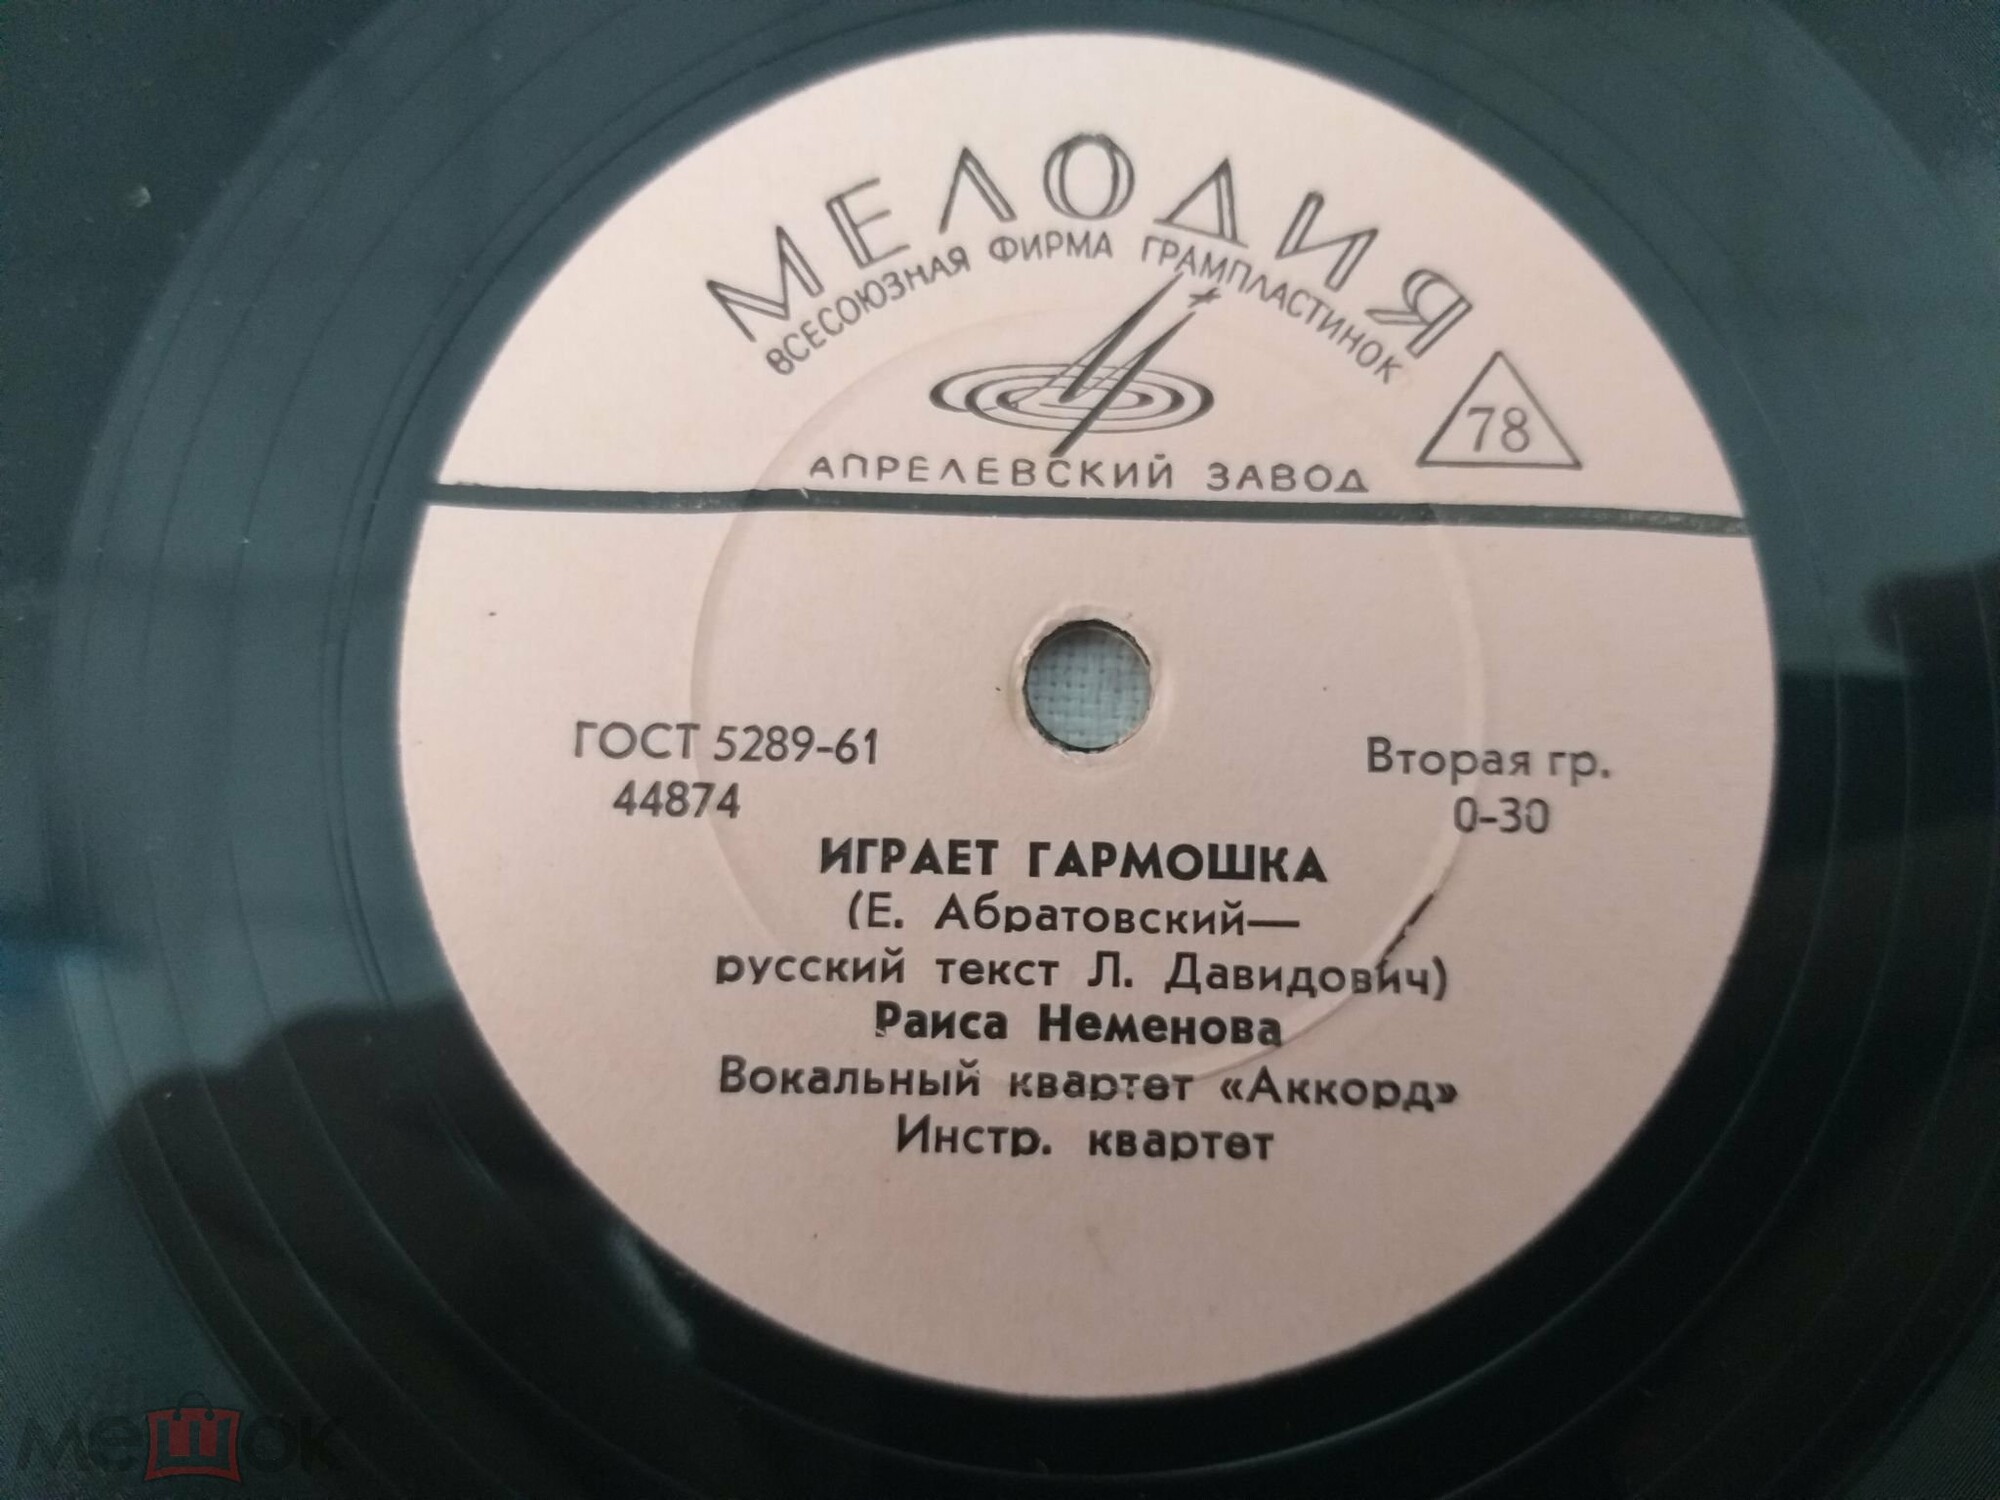 МЕЛОДИЯ
ВСЕСОЮЗНАЯ ФИРМА ГРАМПЛАСТИНОК
78
АПРЕЛЕВСКИЙ ЗАВОД
ГОСТ 5289-61
Вторая гр.
44874
0-30
ИГРАЕТ ГАРМОШКА
(Е. Абратовский—
русский текст Л. Давидович)
Раиса Неменова
Вокальный квартет «Аккорд»
Инстр. квартет
мешок